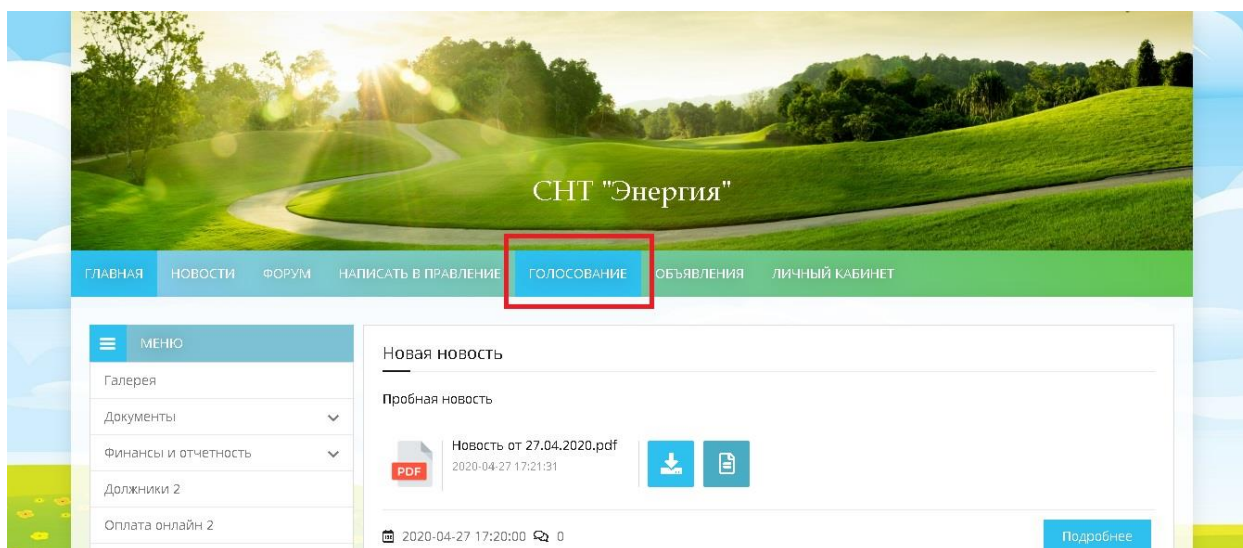 СНТ "Энергия"
ГЛАВНАЯ НОВОСТИ ФОРУМ НАПИСАТЬ В ПРАВЛЕНИЕ ГОЛОСОВАНИЕ ОБЪЯВЛЕНИЯ ЛИЧНЫЙ КАБИНЕТ
МЕНЮ
Галерея
Документы
Финансы и отчетность
Должники 2
Оплата онлайн 2
Новая новость
Пробная новость
PDF
Новость от 27.04.2020.pdf
2020-04-27 17:21:31
2020-04-27 17:20:00 0
Подробнее